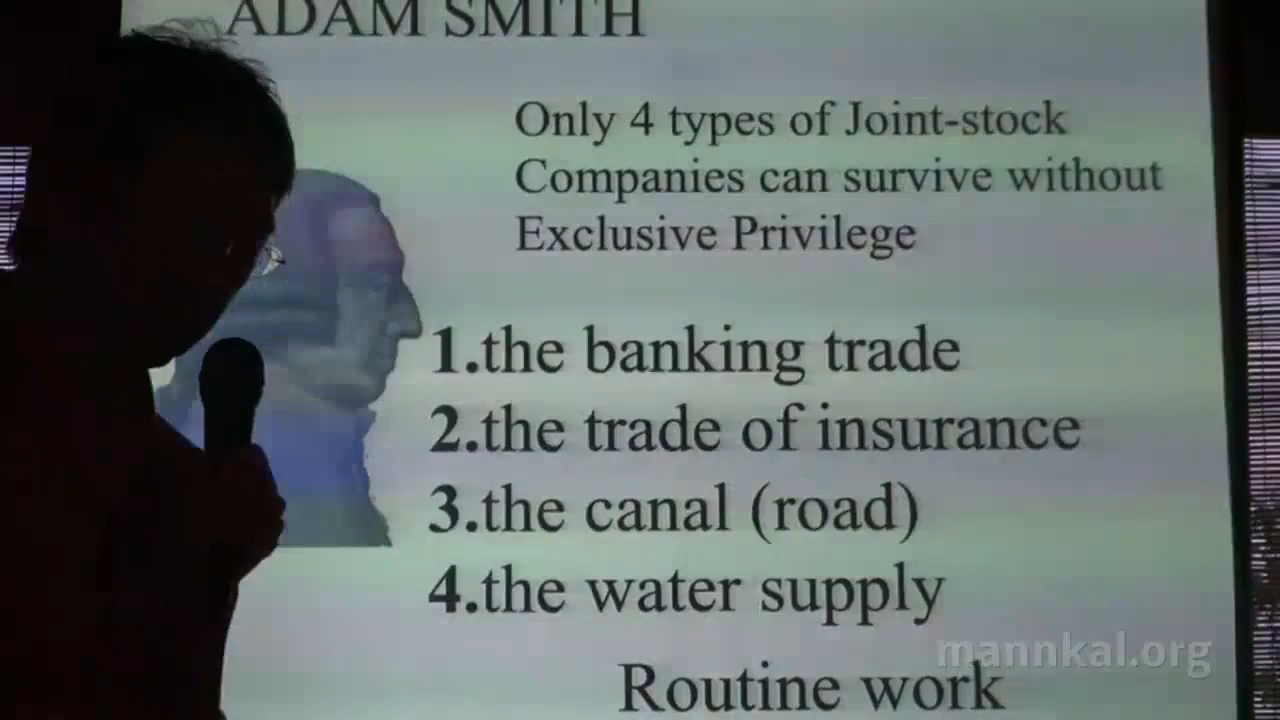 ADAM SMITH
Only 4 types of Joint-stock
Companies can survive without
Exclusive Privilege
1.the banking trade
2.the trade of insurance
3.the canal (road)
4.the water supply
mannkal.org
Routine work